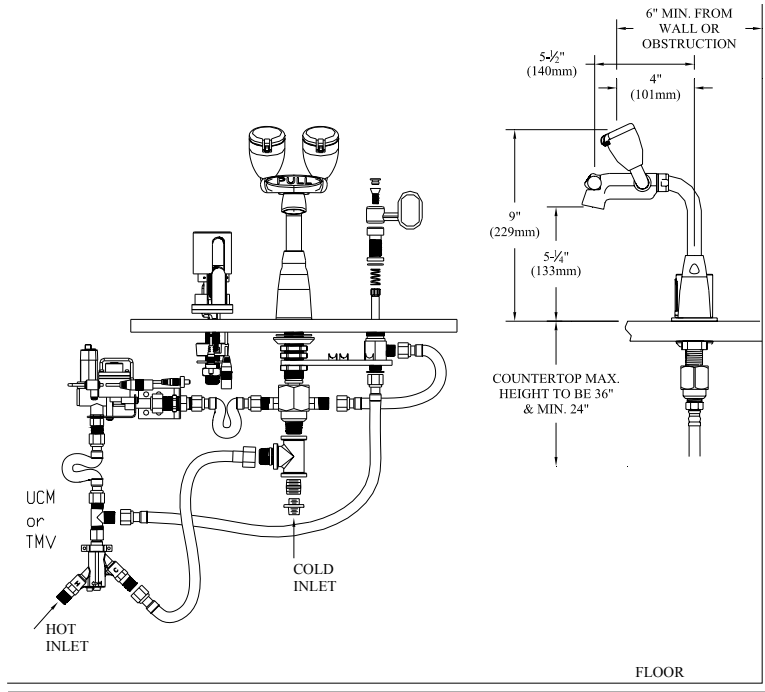 6" MIN. FROM
WALL OR
OBSTRUCTION
5-½"
(140mm)
4"
(101mm)
PULL
9"
(229mm)
5-¼"
(133mm)
COUNTERTOP MAX.
HEIGHT TO BE 36"
& MIN. 24"
UCM
or
TMV
H
C
COLD
INLET
HOT
INLET
FLOOR